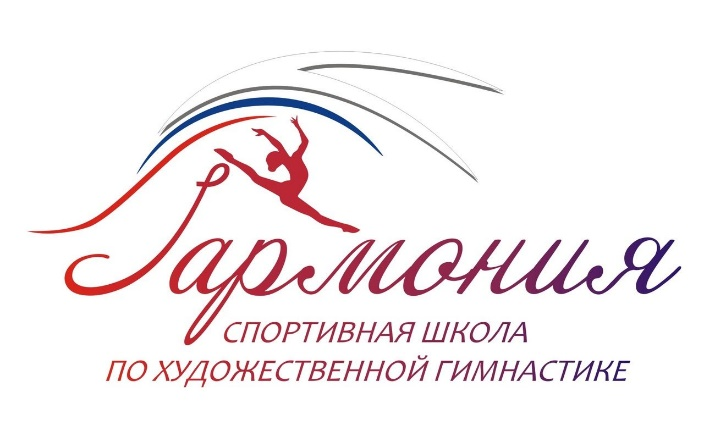 Гармония
СПОРТИВНАЯ ШКОЛА
ПО ХУДОЖЕСТВЕННОЙ ГИМНАСТИКЕ